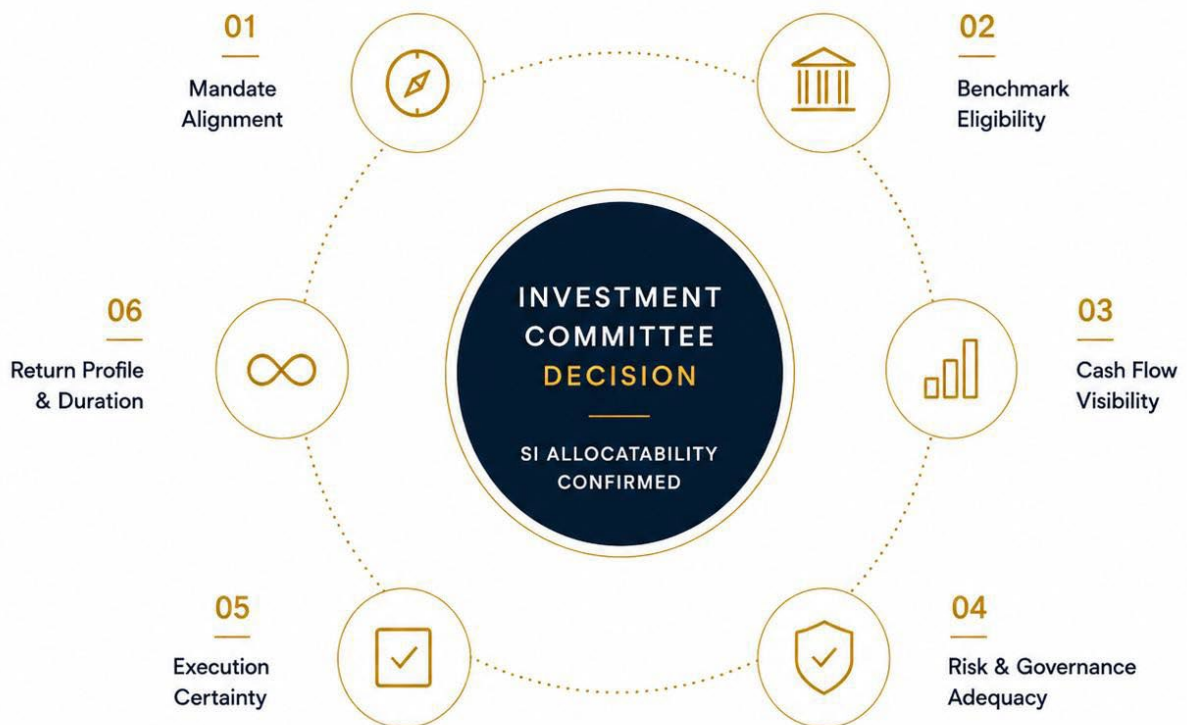 01
Mandate
Alignment
02
Benchmark
Eligibility
03
Cash Flow
Visibility
04
Risk & Governance
Adequacy
05
Execution
Certainty
06
Return Profile
& Duration
INVESTMENT
COMMITTEE
DECISION
SI ALLOCATABILITY
CONFIRMED